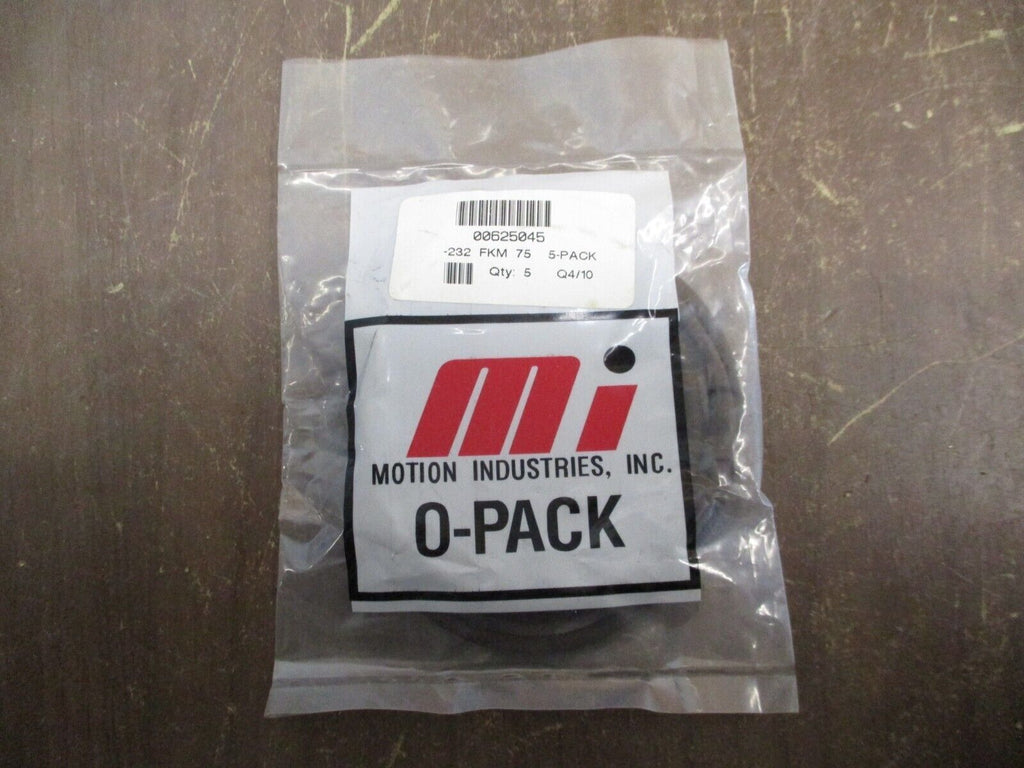 00625045
-232 FKM 75 5-PACK
Qty: 5 Q4/10
mi
MOTION INDUSTRIES, INC.
O-PACK